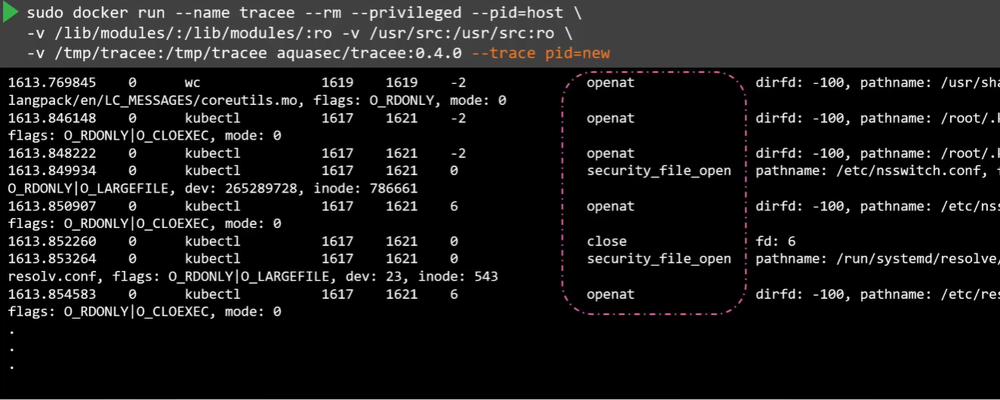 sudo docker run --name tracee --rm --privileged --pid=host \
-v /lib/modules/:/lib/modules/:ro -v /usr/src:/usr/src:ro \
-v /tmp/tracee:/tmp/tracee aquasec/tracee:0.4.0 --trace pid=new
1613.769845 0 wc 1619 1619 -2 openat dirfd: -100, pathname: /usr/sha
langpack/en/LC_MESSAGES/coreutils.mo, flags: O_RDONLY, mode: 0
1613.846148 0 kubectl 1617 1621 -2 openat dirfd: -100, pathname: /root/.k
flags: O_RDONLY|O_CLOEXEC, mode: 0
1613.848222 0 kubectl 1617 1621 -2 openat dirfd: -100, pathname: /root/.k
1613.849934 0 kubectl 1617 1621 0 security_file_open pathname: /etc/nsswitch.conf, f
O_RDONLY|O_LARGEFILE, dev: 265289728, inode: 786661
1613.850907 0 kubectl 1617 1621 6 openat dirfd: -100, pathname: /etc/nss
flags: O_RDONLY|O_CLOEXEC, mode: 0
1613.852260 0 kubectl 1617 1621 0 close fd: 6
1613.853264 0 kubectl 1617 1621 0 security_file_open pathname: /run/systemd/resolve/
resolv.conf, flags: O_RDONLY|O_LARGEFILE, dev: 23, inode: 543
1613.854583 0 kubectl 1617 1621 6 openat dirfd: -100, pathname: /etc/res
flags: O_RDONLY|O_CLOEXEC, mode: 0
.
.
.